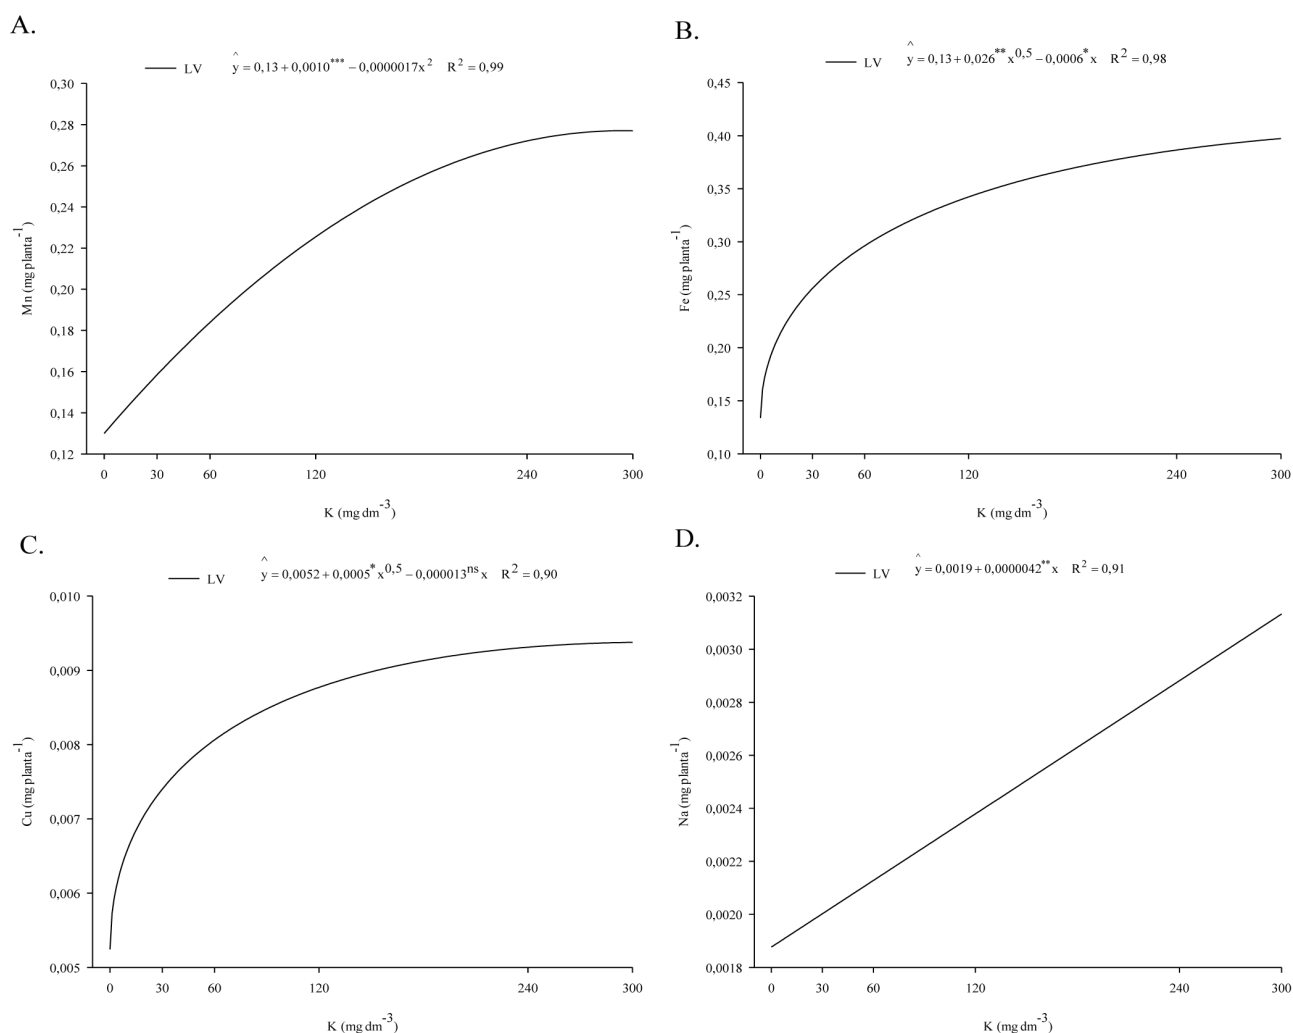 A.
LV ŷ = 0,13 + 0,0010*** − 0,0000017x² R² = 0,99
0,30
0,28
0,26
0,24
0,22
0,20
0,18
0,16
0,14
0,12
Mn (mg planta⁻¹)
0 30 60 120 240 300
K (mg dm⁻³)
B.
LV ŷ = 0,13 + 0,026** x⁰,⁵ − 0,0006* x R² = 0,98
0,45
0,40
0,35
0,30
0,25
0,20
0,15
0,10
Fe (mg planta⁻¹)
0 30 60 120 240 300
K (mg dm⁻³)
C.
LV ŷ = 0,0052 + 0,0005* x⁰,⁵ − 0,000013ⁿˢ x R² = 0,90
0,010
0,009
0,008
0,007
0,006
0,005
Cu (mg planta⁻¹)
0 30 60 120 240 300
K (mg dm⁻³)
D.
LV ŷ = 0,0019 + 0,0000042** x R² = 0,91
0,0032
0,0030
0,0028
0,0026
0,0024
0,0022
0,0020
0,0018
Na (mg planta⁻¹)
0 30 60 120 240 300
K (mg dm⁻³)